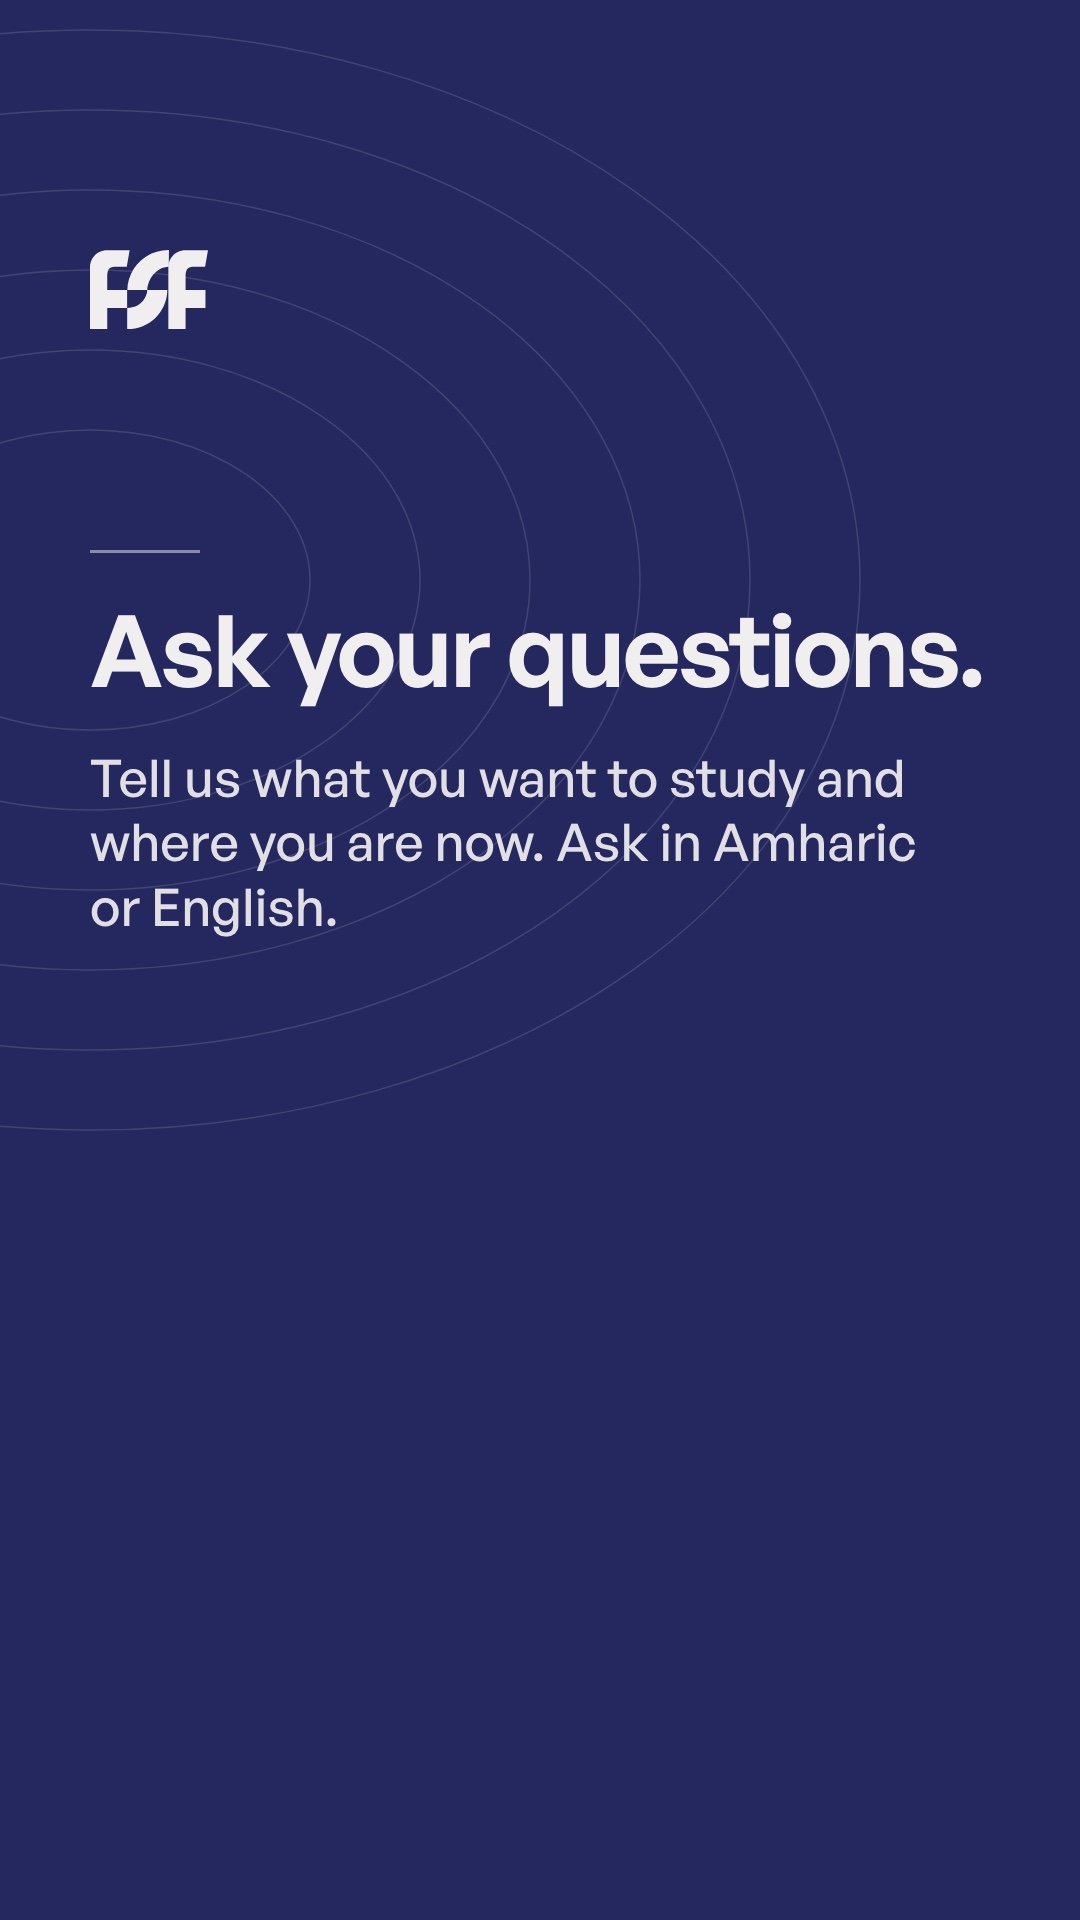 FSF
Ask your questions.
Tell us what you want to study and
where you are now. Ask in Amharic
or English.